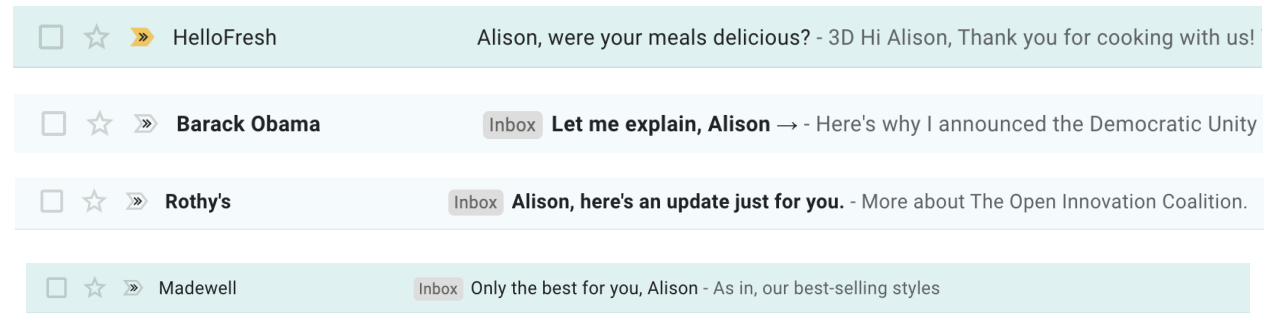 HelloFresh Alison, were your meals delicious? - 3D Hi Alison, Thank you for cooking with us!
Barack Obama Inbox Let me explain, Alison → - Here's why I announced the Democratic Unity
Rothy's Inbox Alison, here's an update just for you. - More about The Open Innovation Coalition.
Madewell Inbox Only the best for you, Alison - As in, our best-selling styles